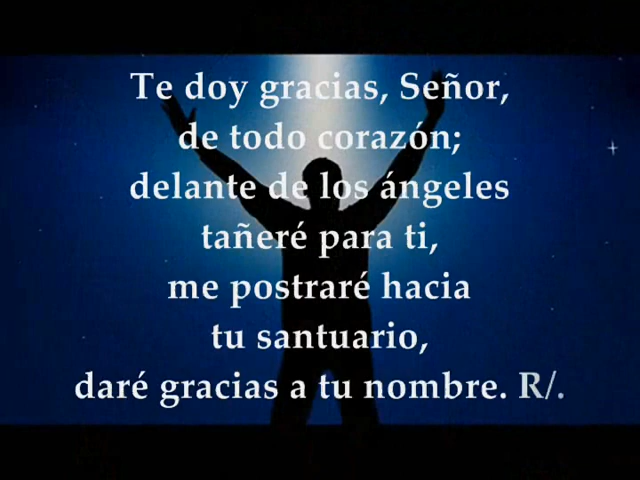 Te doy gracias, Señor,
de todo corazón;
delante de los ángeles
tañeré para ti,
me postraré hacia
tu santuario,
daré gracias a tu nombre. R/.